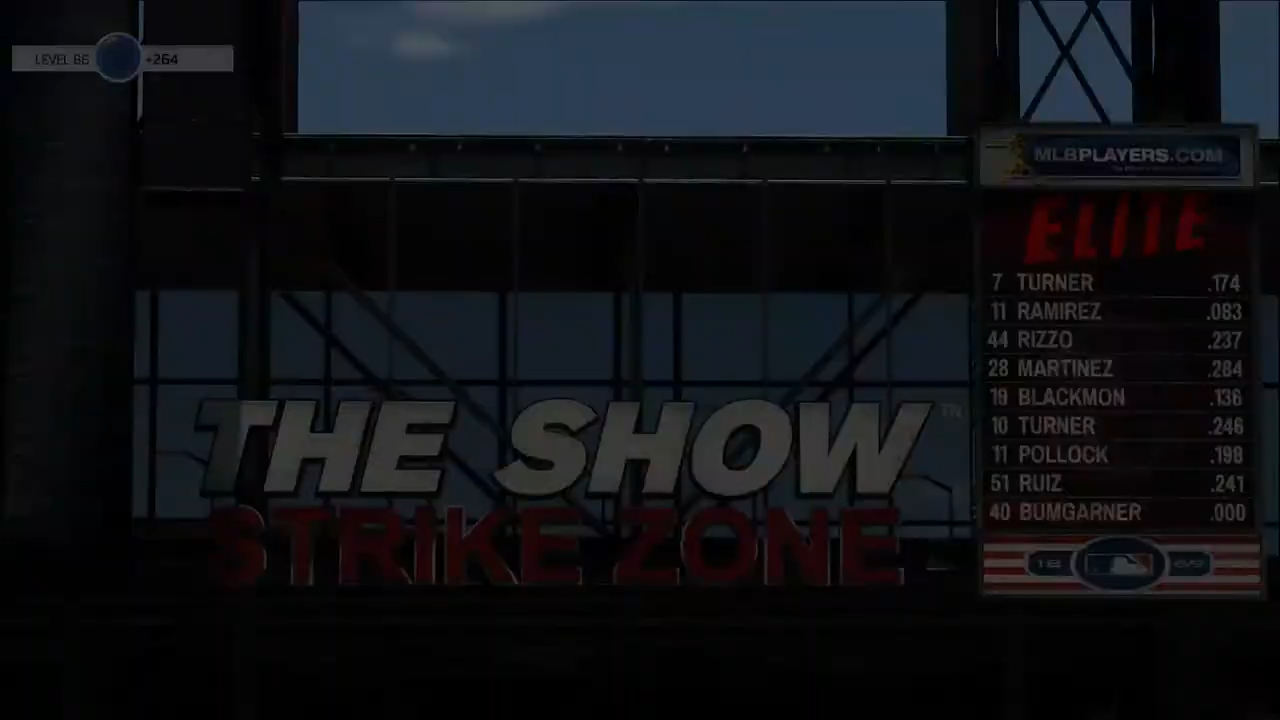 LEVEL 86 +264
MLBPLAYERS.COM
ELITE
7 TURNER .174
11 RAMIREZ .083
44 RIZZO .237
28 MARTINEZ .284
19 BLACKMON .136
10 TURNER .246
11 POLLOCK .198
51 RUIZ .241
40 BUMGARNER .000
THE SHOW TM
STRIKE ZONE